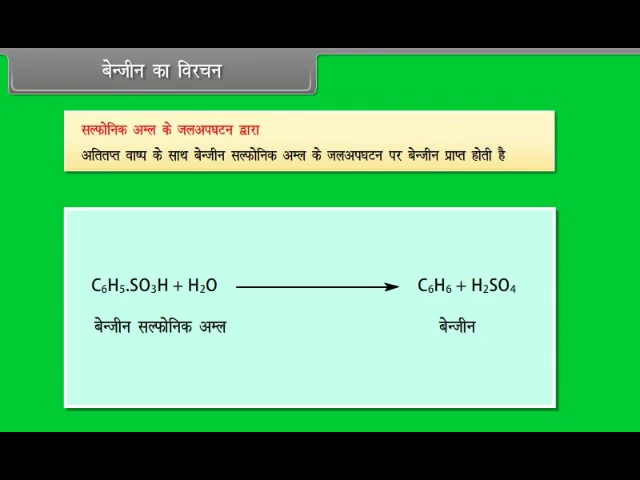 बेन्जीन का विरचन
सल्फोनिक अम्ल के जलअपघटन द्वारा
अतितप्त वाष्प के साथ बेन्जीन सल्फोनिक अम्ल के जलअपघटन पर बेन्जीन प्राप्त होती है
C₆H₅.SO₃H + H₂O ⟶ C₆H₆ + H₂SO₄
बेन्जीन सल्फोनिक अम्ल बेन्जीन